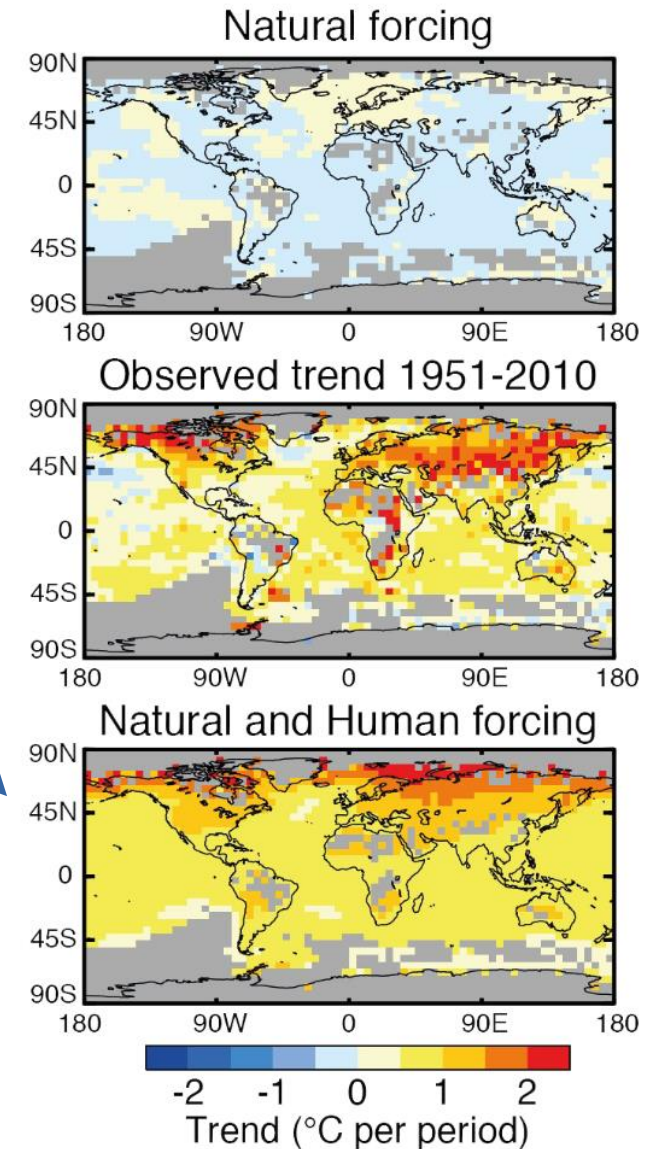 Natural forcing
90N
45N
0
45S
90S
180 90W 0 90E 180
Observed trend 1951-2010
90N
45N
0
45S
90S
180 90W 0 90E 180
Natural and Human forcing
90N
45N
0
45S
90S
180 90W 0 90E 180
-2 -1 0 1 2
Trend (°C per period)